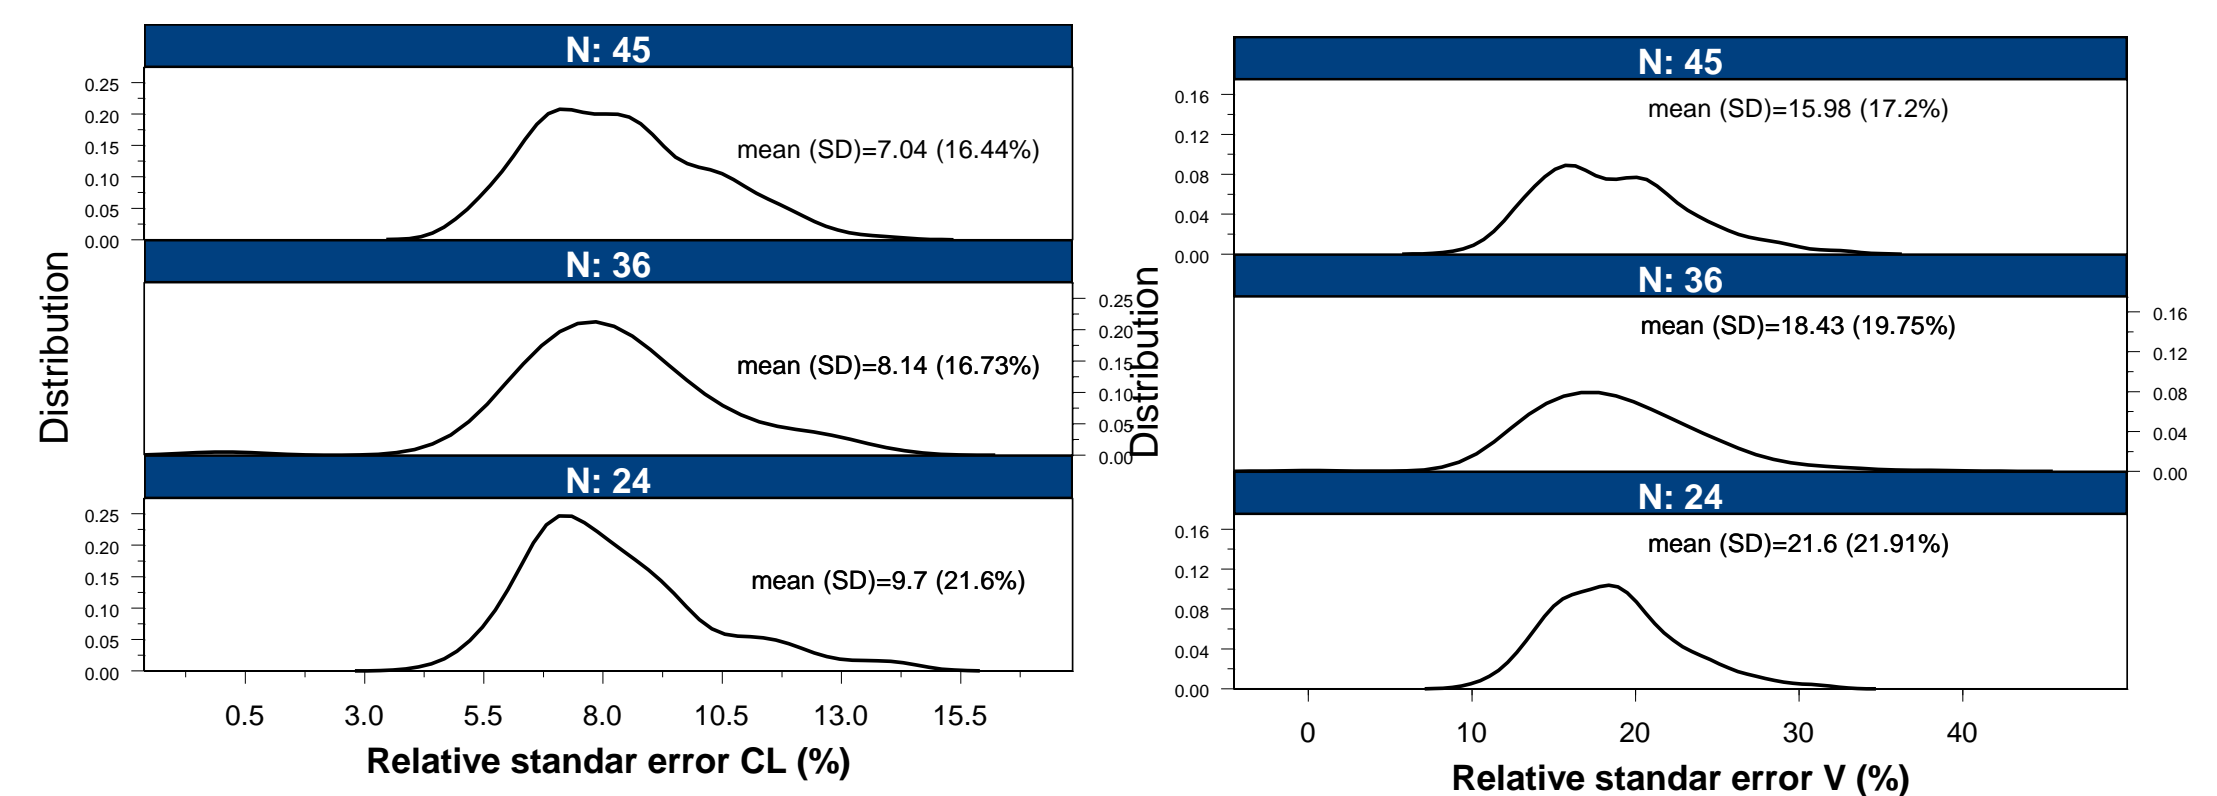 N: 45
0.25
0.20
0.15
0.10
0.05
0.00
mean (SD)=7.04 (16.44%)
N: 36
0.25
0.20
0.15
0.10
0.05
0.00
mean (SD)=8.14 (16.73%)
N: 24
0.25
0.20
0.15
0.10
0.05
0.00
mean (SD)=9.7 (21.6%)
Distribution
0.5 3.0 5.5 8.0 10.5 13.0 15.5
Relative standar error CL (%)
N: 45
0.16
0.12
0.08
0.04
0.00
mean (SD)=15.98 (17.2%)
N: 36
0.16
0.12
0.08
0.04
0.00
mean (SD)=18.43 (19.75%)
N: 24
0.16
0.12
0.08
0.04
0.00
mean (SD)=21.6 (21.91%)
Distribution
0 10 20 30 40
Relative standar error V (%)